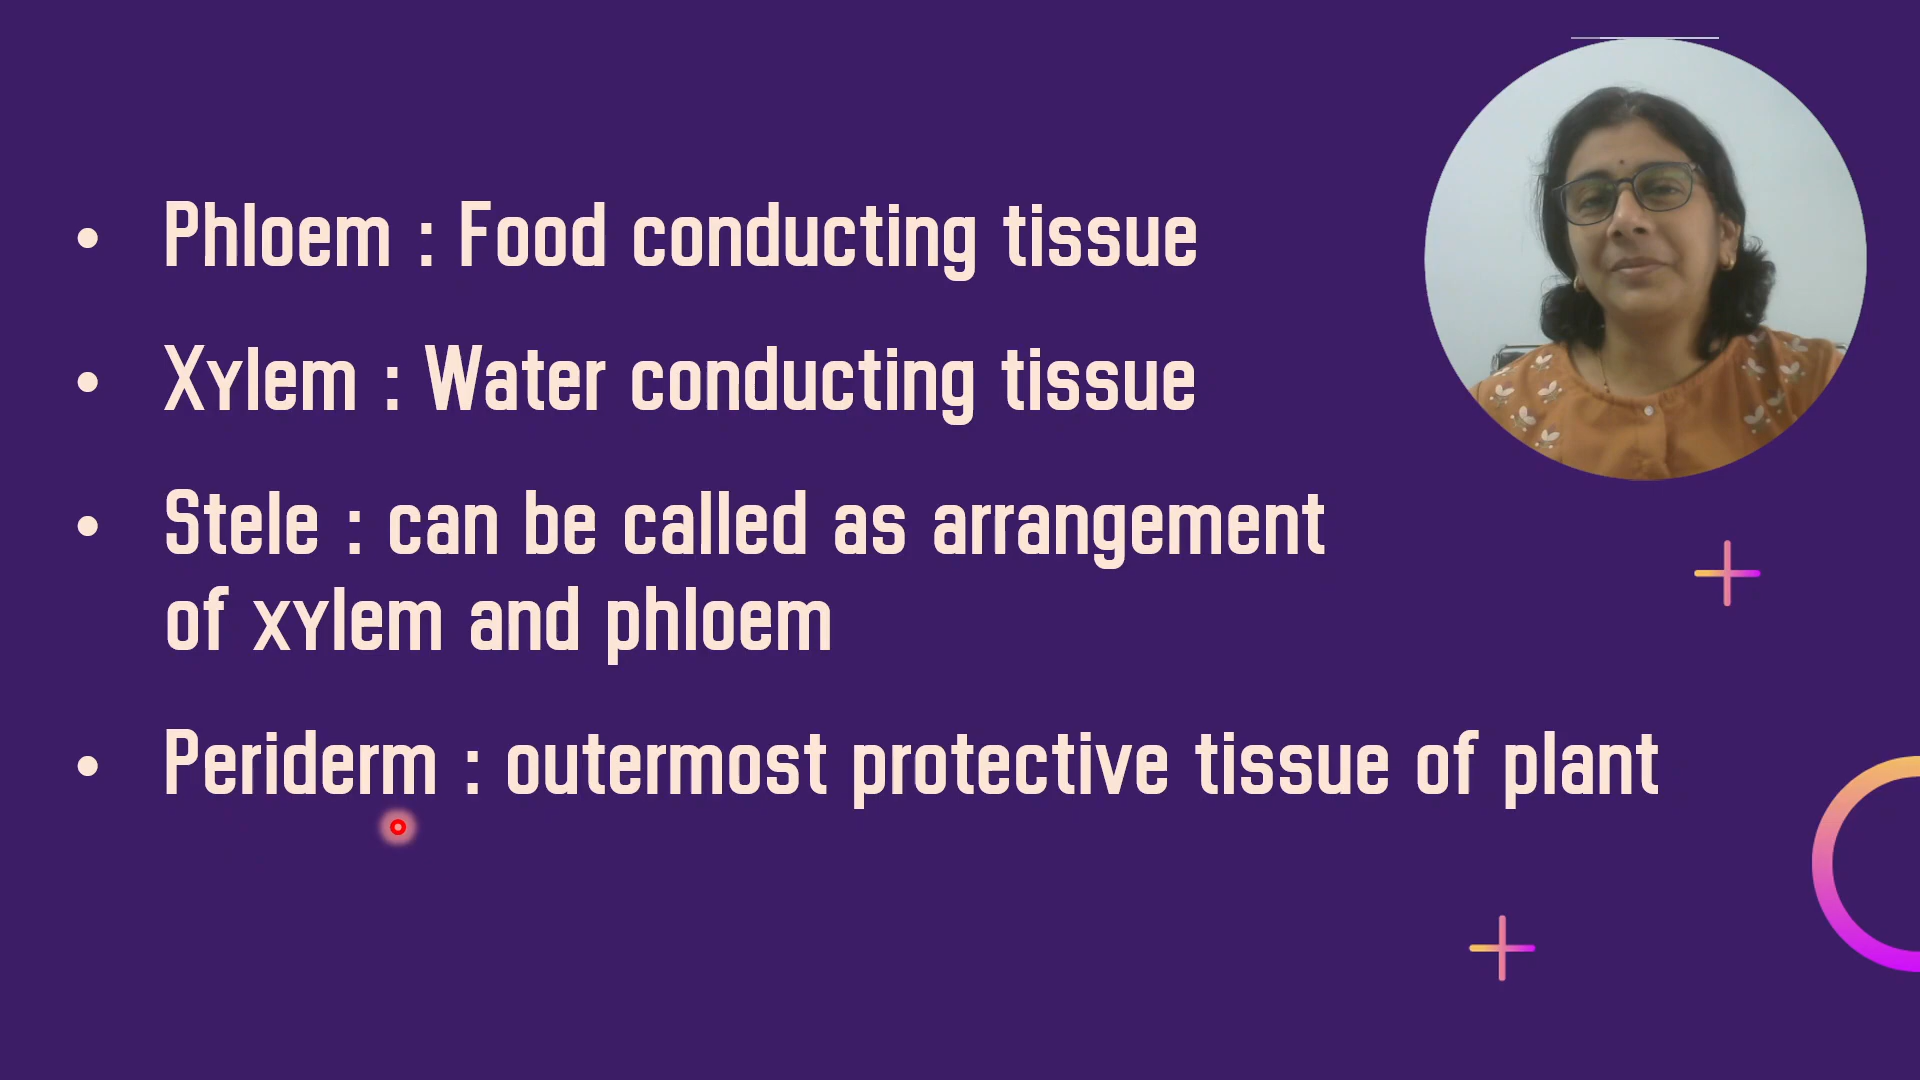 • Phloem : Food conducting tissue
• Xylem : Water conducting tissue
• Stele : can be called as arrangement
of xylem and phloem
• Periderm : outermost protective tissue of plant